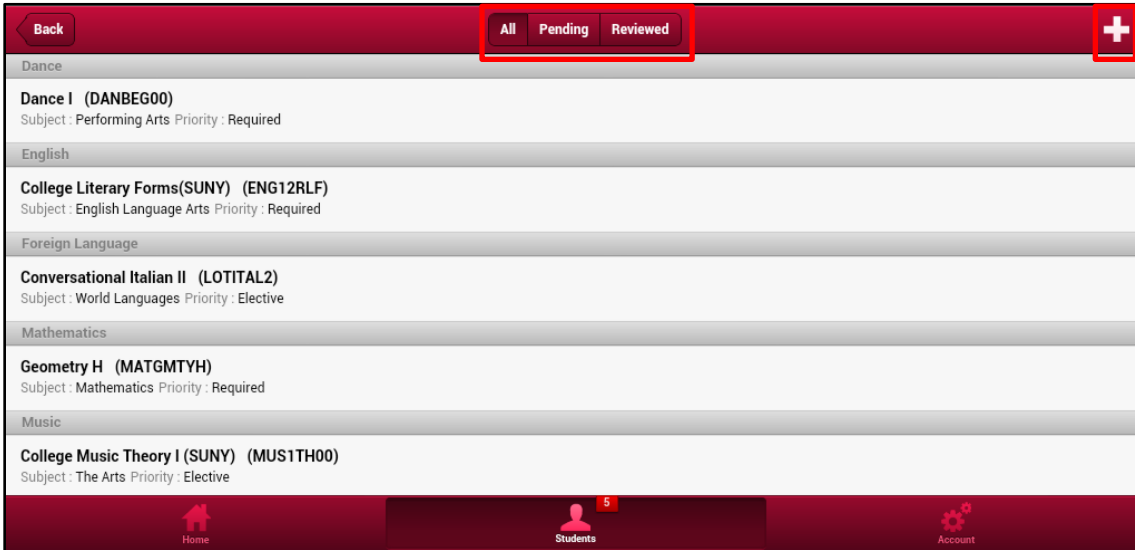 Back All Pending Reviewed
Dance
Dance I (DANBEG00)
Subject : Performing Arts Priority : Required
English
College Literary Forms(SUNY) (ENG12RLF)
Subject : English Language Arts Priority : Required
Foreign Language
Conversational Italian II (LOTITAL2)
Subject : World Languages Priority : Elective
Mathematics
Geometry H (MATGMTYH)
Subject : Mathematics Priority : Required
Music
College Music Theory I (SUNY) (MUS1TH00)
Subject : The Arts Priority : Elective
5
Home Students Account